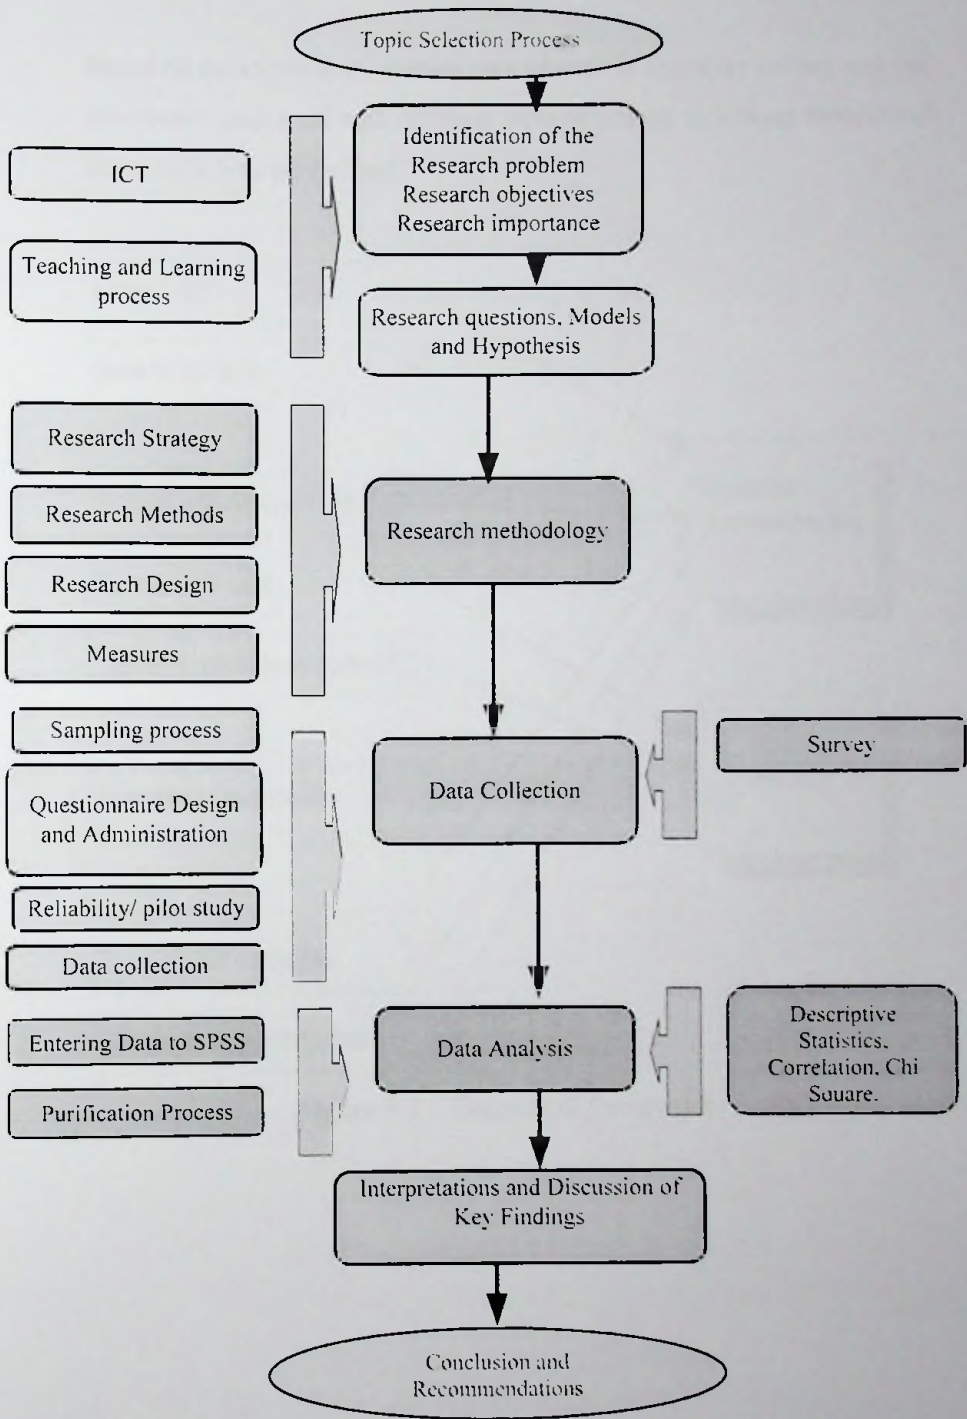 Topic Selection Process
Identification of the
Research problem
Research objectives
Research importance
ICT
Teaching and Learning
process
Research questions, Models
and Hypothesis
Research Strategy
Research Methods
Research Design
Measures
Research methodology
Sampling process
Questionnaire Design
and Administration
Reliability/ pilot study
Data collection
Data Collection
Survey
Entering Data to SPSS
Purification Process
Data Analysis
Descriptive
Statistics,
Correlation, Chi
Square.
Interpretations and Discussion of
Key Findings
Conclusion and
Recommendations